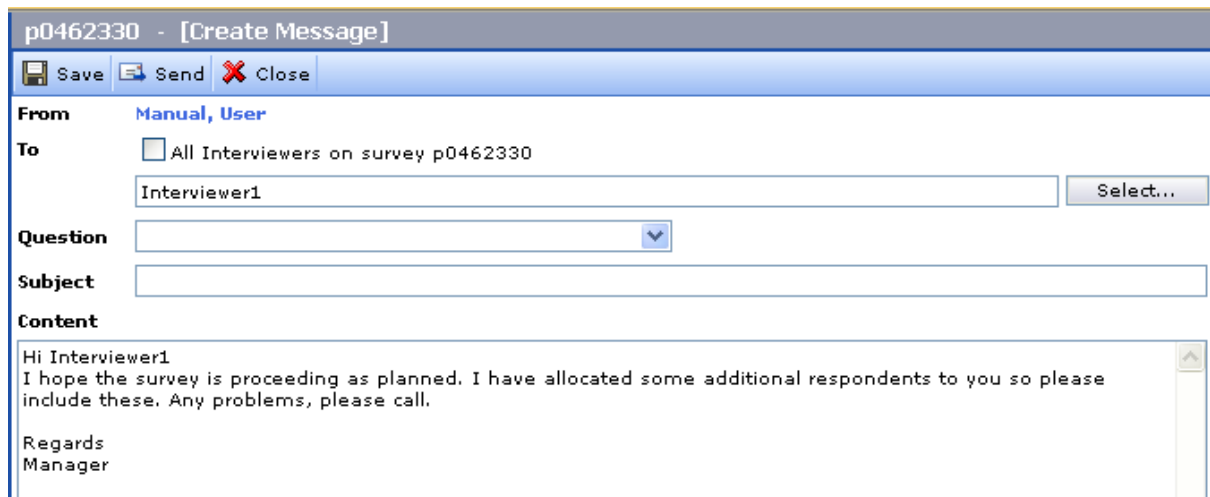 p0462330 - [Create Message]
Save Send Close
From Manual, User
To All Interviewers on survey p0462330
Interviewer1 Select...
Question
Subject
Content
Hi Interviewer1
I hope the survey is proceeding as planned. I have allocated some additional respondents to you so please
include these. Any problems, please call.
Regards
Manager